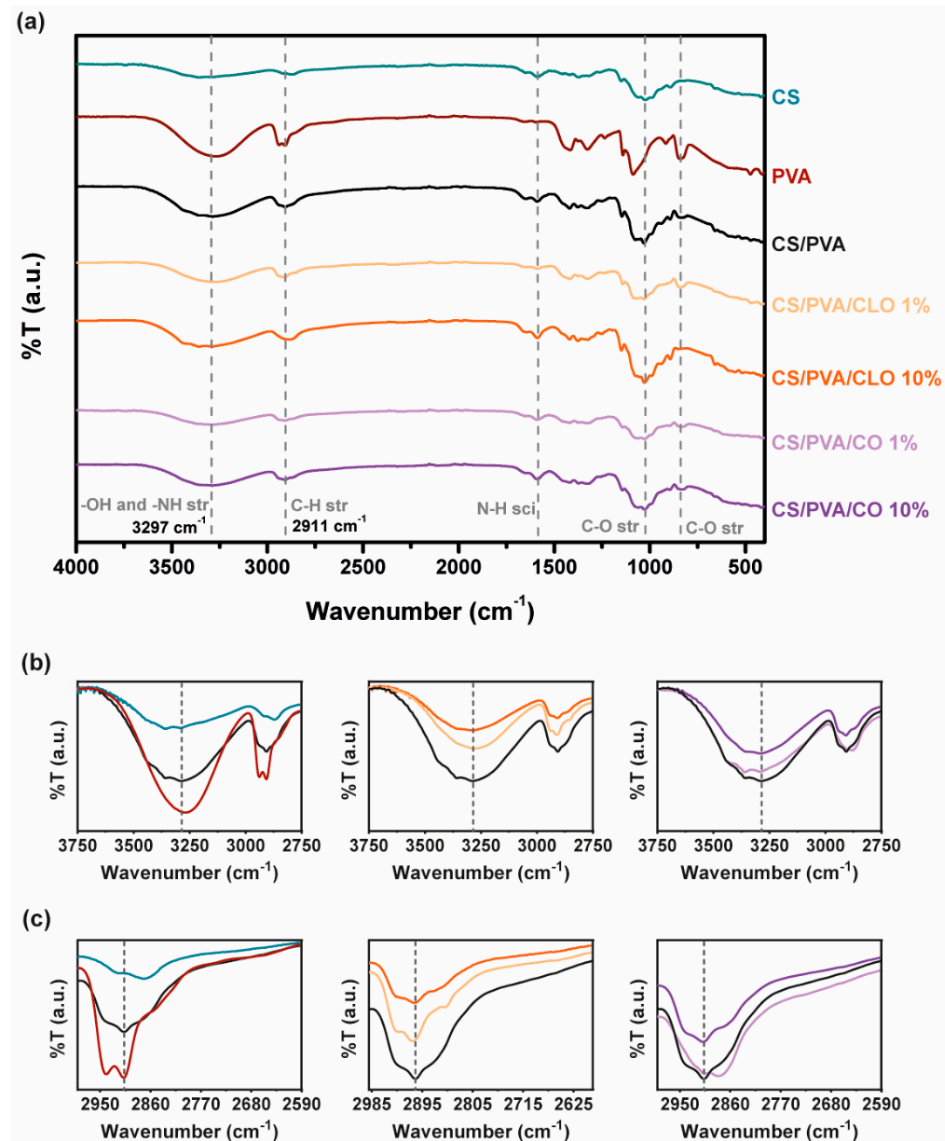 (a)
CS
PVA
CS/PVA
CS/PVA/CLO 1%
CS/PVA/CLO 10%
CS/PVA/CO 1%
CS/PVA/CO 10%
%T (a.u.)
-OH and -NH str
3297 cm⁻¹
C-H str
2911 cm⁻¹
N-H sci
C-O str
C-O str
4000 3500 3000 2500 2000 1500 1000 500
Wavenumber (cm⁻¹)
(b)
%T (a.u.)
3750 3250 3000 2750
Wavenumber (cm⁻¹)
%T (a.u.)
3750 3250 3000 2750
Wavenumber (cm⁻¹)
%T (a.u.)
3750 3250 3000 2750
Wavenumber (cm⁻¹)
(c)
%T (a.u.)
2950 2860 2770 2680 2590
Wavenumber (cm⁻¹)
%T (a.u.)
2985 2895 2805 2715 2625
Wavenumber (cm⁻¹)
%T (a.u.)
2950 2860 2770 2680 2590
Wavenumber (cm⁻¹)